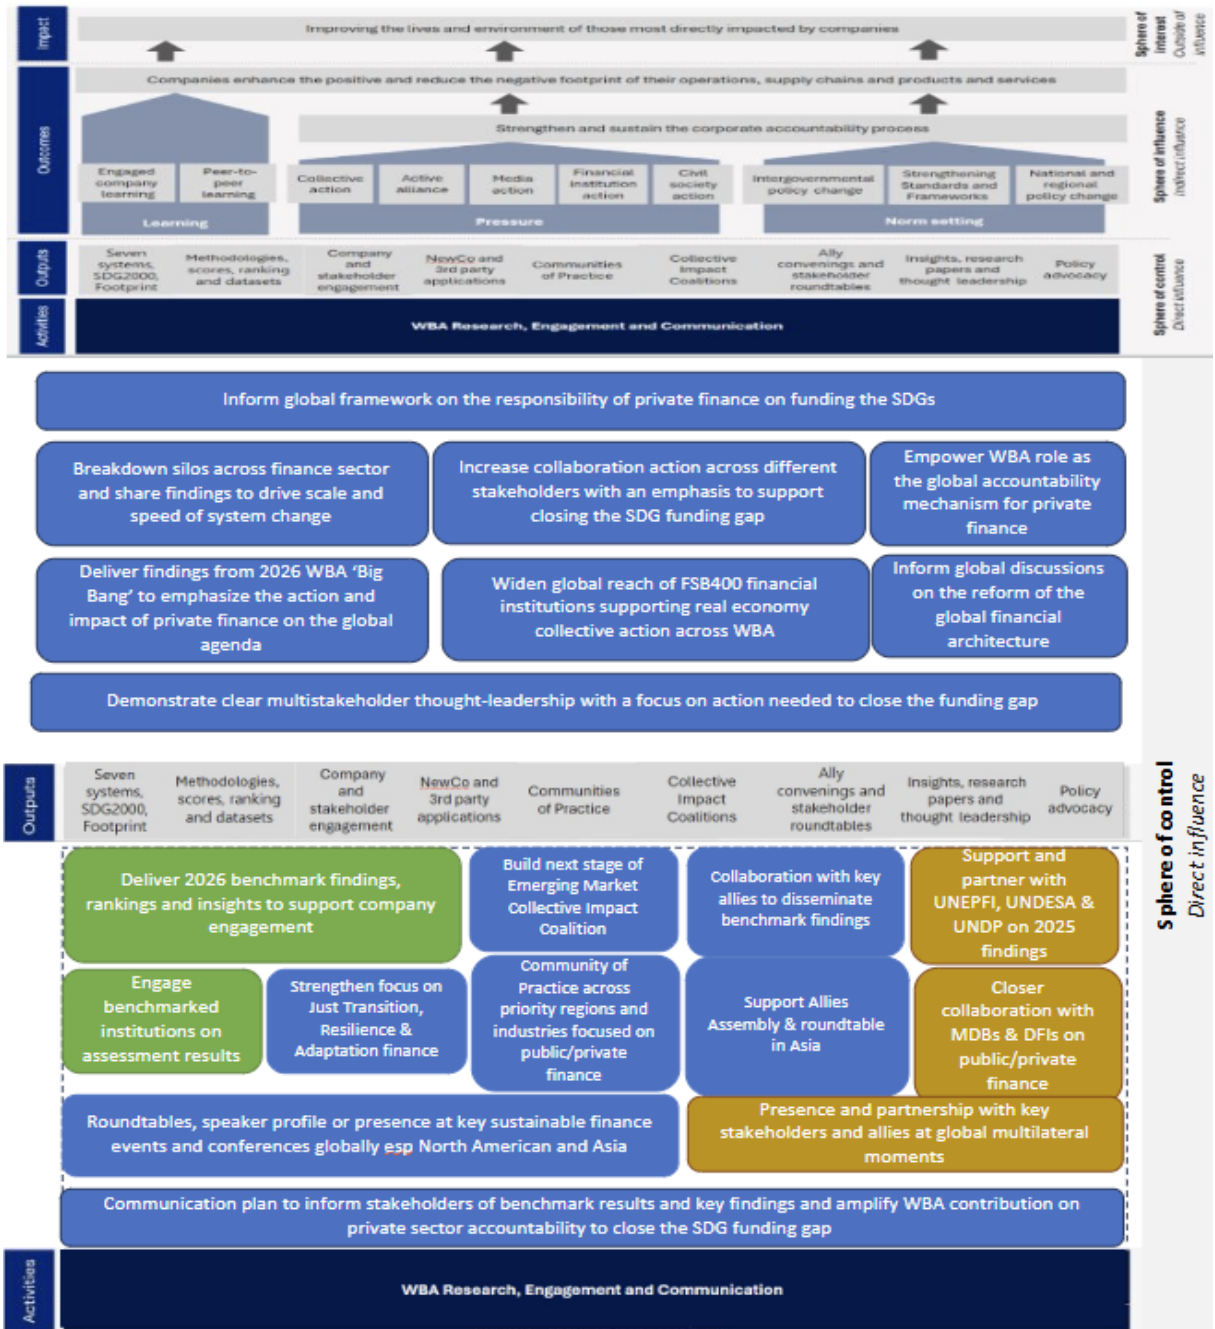 Impact
Improving the lives and environment of those most directly impacted by companies
Sphere of
interest
Outside of
influence
Outcomes
Companies enhance the positive and reduce the negative footprint of their operations, supply chains and products and services
Strengthen and sustain the corporate accountability process
Engaged
company
learning
Peer-to-
peer
learning
Collective
action
Active
alliance
Media
action
Financial
institution
action
Civil
society
action
Intergovernmental
policy change
Strengthening
Standards and
Frameworks
National and
regional
policy change
Learning
Pressure
Norm setting
Sphere of influence
Indirect influence
Outputs
Seven
systems,
SDG2000,
Footprint
Methodologies,
scores, ranking
and datasets
Company
and
stakeholder
engagement
NewCo and
3rd party
applications
Communities
of Practice
Collective
Impact
Coalitions
Ally
convenings and
stakeholder
roundtables
Insights, research
papers and
thought leadership
Policy
advocacy
Sphere of control
Direct influence
Activities
WBA Research, Engagement and Communication
Inform global framework on the responsibility of private finance on funding the SDGs
Breakdown silos across finance sector
and share findings to drive scale and
speed of system change
Increase collaboration action across different
stakeholders with an emphasis to support
closing the SDG funding gap
Empower WBA role as
the global accountability
mechanism for private
finance
Deliver findings from 2026 WBA ‘Big
Bang’ to emphasize the action and
impact of private finance on the global
agenda
Widen global reach of FSB400 financial
institutions supporting real economy
collective action across WBA
Inform global discussions
on the reform of the
global financial
architecture
Demonstrate clear multistakeholder thought-leadership with a focus on action needed to close the funding gap
Outputs
Seven
systems,
SDG2000,
Footprint
Methodologies,
scores, ranking
and datasets
Company
and
stakeholder
engagement
NewCo and
3rd party
applications
Communities
of Practice
Collective
Impact
Coalitions
Ally
convenings and
stakeholder
roundtables
Insights, research
papers and
thought leadership
Policy
advocacy
Sphere of control
Direct influence
Deliver 2026 benchmark findings,
rankings and insights to support company
engagement
Build next stage of
Emerging Market
Collective Impact
Coalition
Collaboration with key
allies to disseminate
benchmark findings
Support and
partner with
UNEPFI, UNDESA &
UNDP on 2025
findings
Engage
benchmarked
institutions on
assessment results
Strengthen focus on
Just Transition,
Resilience &
Adaptation finance
Community of
Practice across
priority regions and
industries focused on
public/private
finance
Support Allies
Assembly & roundtable
in Asia
Closer
collaboration with
MDBs & DFIs on
public/private
finance
Roundtables, speaker profile or presence at key sustainable finance
events and conferences globally esp North American and Asia
Presence and partnership with key
stakeholders and allies at global multilateral
moments
Communication plan to inform stakeholders of benchmark results and key findings and amplify WBA contribution on
private sector accountability to close the SDG funding gap
Activities
WBA Research, Engagement and Communication